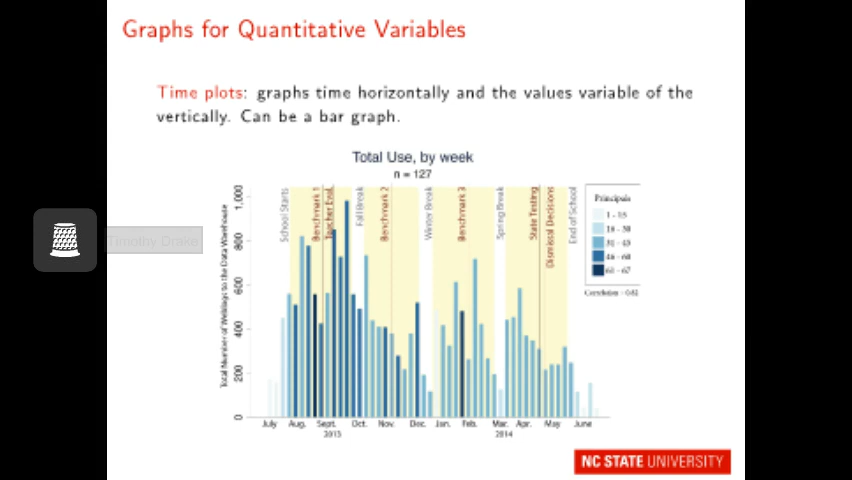 Graphs for Quantitative Variables
Time plots: graphs time horizontally and the values variable of the
vertically. Can be a bar graph.
Total Use, by week
n = 127
Total Number of Weblogs to the Data Warehouse
1,000
800
600
400
200
0
School Starts
Benchmark 1
Teacher Eval.
Fall Break
Benchmark 2
Winter Break
Benchmark 3
Spring Break
State Testing
Dismissal Decisions
End of School
Principals
1 - 15
16 - 30
31 - 45
46 - 60
61 - 67
Correlation - 0.82
July Aug. Sept. Oct. Nov. Dec. Jan. Feb. Mar. Apr. May June
2013 2014
Timothy Drake
NC STATE UNIVERSITY